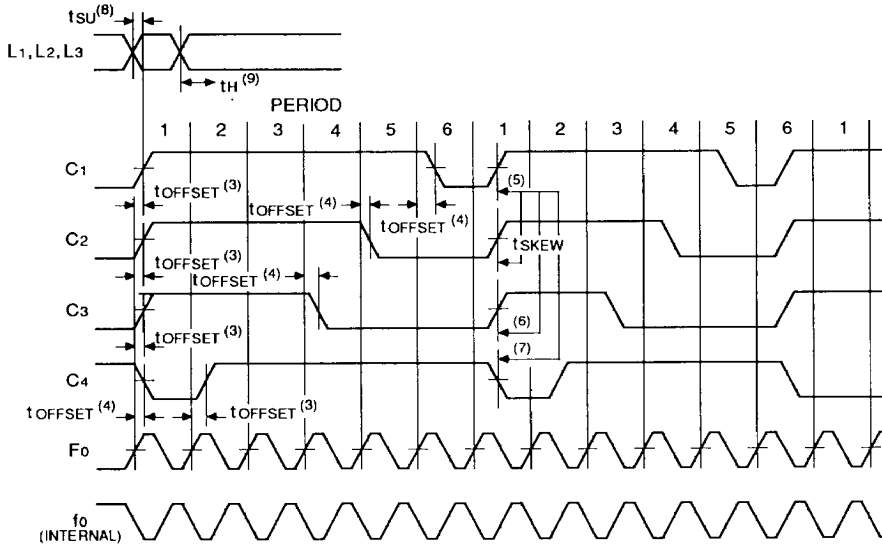 tSU (8)
L1, L2, L3
tH (9)
PERIOD
1 2 3 4 5 6 1 2 3 4 5 6 1
C1
tOFFSET (3)
tOFFSET (4)
tOFFSET (4)
(5)
C2
tSKEW
tOFFSET (3)
tOFFSET (4)
C3
(6)
tOFFSET (3)
(7)
C4
tOFFSET (4)
tOFFSET (3)
F0
f0
(INTERNAL)